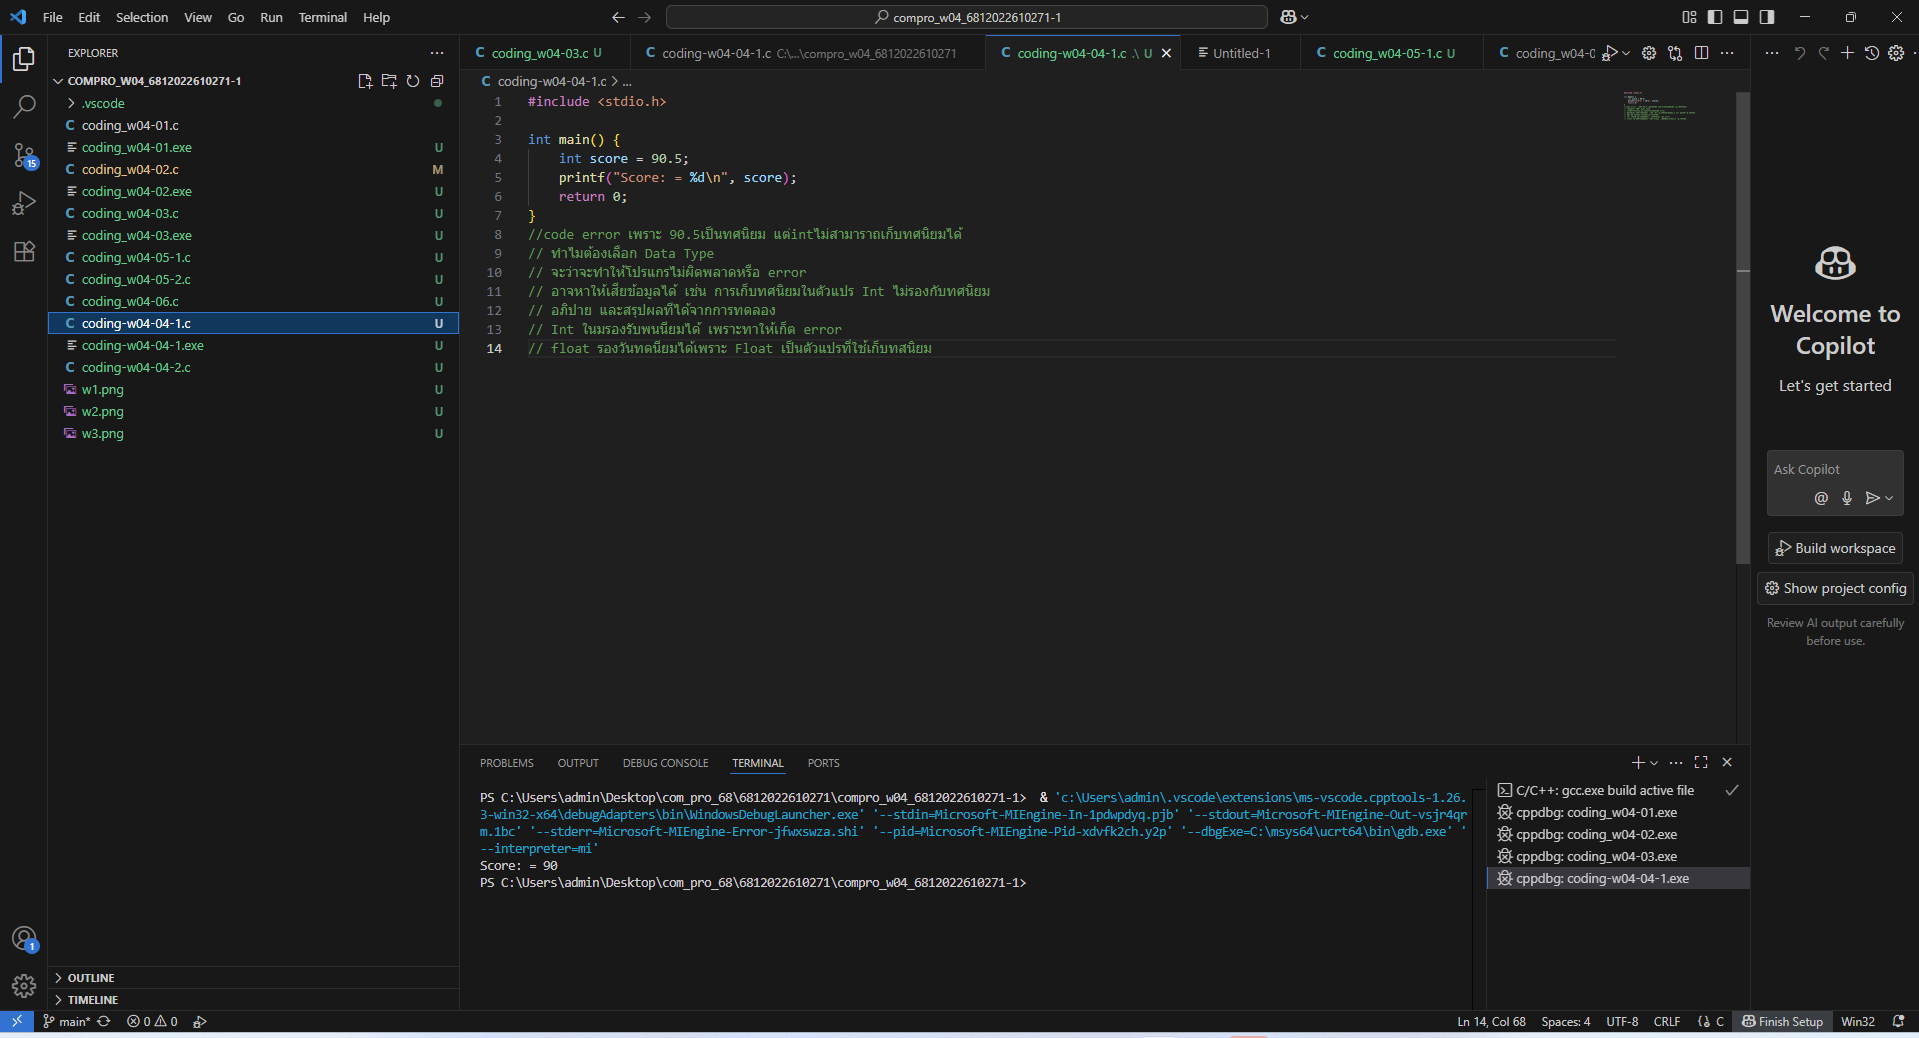 File Edit Selection View Go Run Terminal Help
compro_w04_6812022610271-1
EXPLORER
COMPRO_W04_6812022610271-1
.vscode
coding_w04-01.c
coding_w04-01.exe U
coding_w04-02.c M
coding_w04-02.exe U
coding_w04-03.c U
coding_w04-03.exe U
coding_w04-05-1.c U
coding_w04-05-2.c U
coding_w04-06.c U
coding-w04-04-1.c U
coding-w04-04-1.exe U
coding-w04-04-2.c U
w1.png U
w2.png U
w3.png U
15
1
OUTLINE
TIMELINE
coding_w04-03.c U coding-w04-04-1.c C:\...\compro_w04_6812022610271 coding-w04-04-1.c .\ U Untitled-1 coding_w04-05-1.c U coding_w04-0
coding-w04-04-1.c > ...
1 #include <stdio.h>
2
3 int main() {
4 int score = 90.5;
5 printf("Score: = %d\n", score);
6 return 0;
7 }
8 //code error เพราะ 90.5เป็นทศนิยม แต่intไม่สามาราถเก็บทศนิยมได้
9 // ทำไมต้องเลือก Data Type
10 // จะว่าจะทำให้โปรแกรไม่ผิดพลาดหรือ error
11 // อาจหาให้เสียข้อมูลได้ เช่น การเก็บทศนิยมในตัวแปร Int ไม่รองกับทศนิยม
12 // อภิปาย และสรุปผลที่ได้จากการทดลอง
13 // Int ในมรองรับพนนียมได้ เพราะทาให้เก็ต error
14 // float รองวันทดนียมได้เพราะ Float เป็นตัวแปรที่ใช้เก็บทสนิยม
PROBLEMS OUTPUT DEBUG CONSOLE TERMINAL PORTS
PS C:\Users\admin\Desktop\com_pro_68\6812022610271\compro_w04_6812022610271-1> & 'c:\Users\admin\.vscode\extensions\ms-vscode.cpptools-1.26.
3-win32-x64\debugAdapters\bin\WindowsDebugLauncher.exe' '--stdin=Microsoft-MIEngine-In-1pdwpdyq.pjb' '--stdout=Microsoft-MIEngine-Out-vsjr4qr
m.1bc' '--stderr=Microsoft-MIEngine-Error-jfwxswza.shi' '--pid=Microsoft-MIEngine-Pid-xdvfk2ch.y2p' '--dbgExe=C:\msys64\ucrt64\bin\gdb.exe' '
--interpreter=mi'
Score: = 90
PS C:\Users\admin\Desktop\com_pro_68\6812022610271\compro_w04_6812022610271-1>
C/C++: gcc.exe build active file
cppdbg: coding_w04-01.exe
cppdbg: coding_w04-02.exe
cppdbg: coding_w04-03.exe
cppdbg: coding-w04-04-1.exe
Welcome to
Copilot
Let's get started
Ask Copilot
Build workspace
Show project config
Review AI output carefully
before use.
main* 0 0
Ln 14, Col 68 Spaces: 4 UTF-8 CRLF C Finish Setup Win32